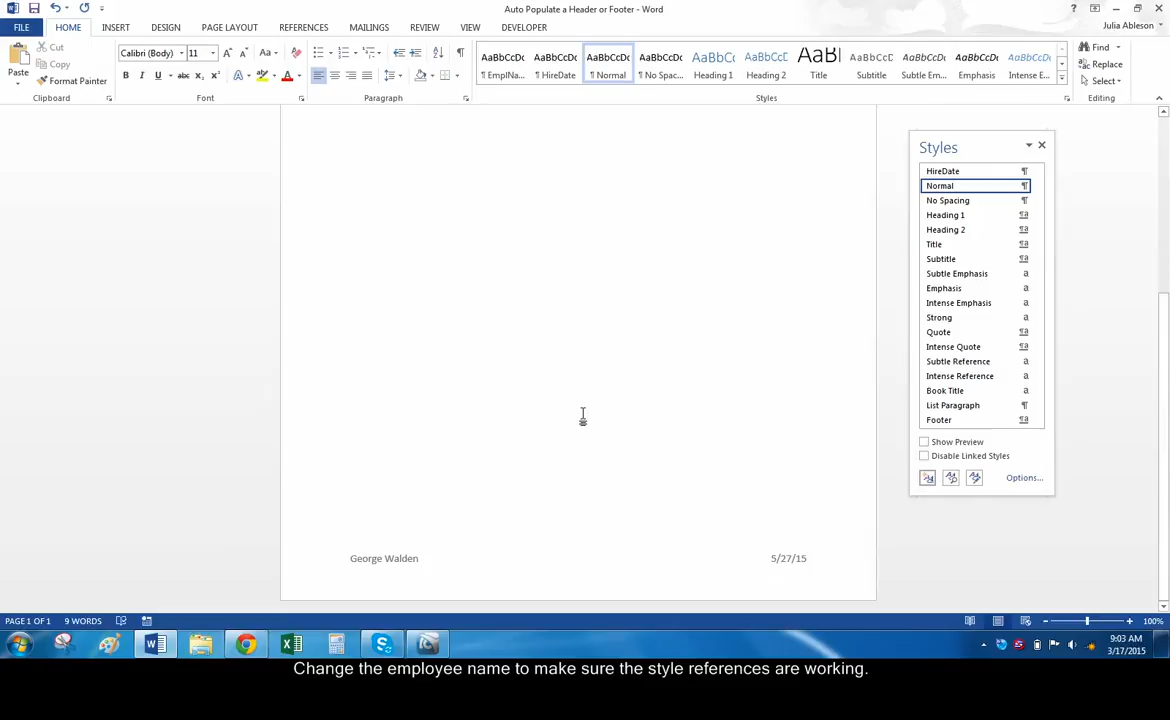 Auto Populate a Header or Footer - Word
FILE HOME INSERT DESIGN PAGE LAYOUT REFERENCES MAILINGS REVIEW VIEW DEVELOPER
Julia Ableson
Paste
Cut
Copy
Format Painter
Clipboard
Calibri (Body) 11
Font
Paragraph
AaBbCcDc AaBbCcDc AaBbCcDc AaBbCcDc AaBbCc AaBbCcD AaBl AaBbCcD AaBbCcDc AaBbCcDc AaBbCcDc
¶ EmplNa... ¶ HireDate ¶ Normal ¶ No Spac... Heading 1 Heading 2 Title Subtitle Subtle Em... Emphasis Intense E...
Styles
Find
Replace
Select
Editing
Styles
HireDate
Normal
No Spacing
Heading 1
Heading 2
Title
Subtitle
Subtle Emphasis
Emphasis
Intense Emphasis
Strong
Quote
Intense Quote
Subtle Reference
Intense Reference
Book Title
List Paragraph
Footer
Show Preview
Disable Linked Styles
Options...
George Walden 5/27/15
PAGE 1 OF 1 9 WORDS 100%
9:03 AM
3/17/2015
Change the employee name to make sure the style references are working.